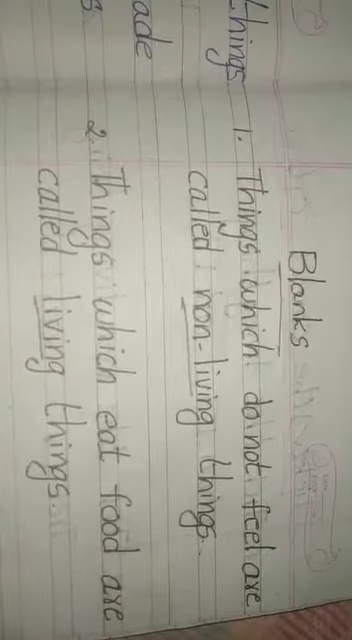 Blanks
things 1. Things which do not feel are
called non-living things.
ade
s. 2. Things which eat food are
called living things.